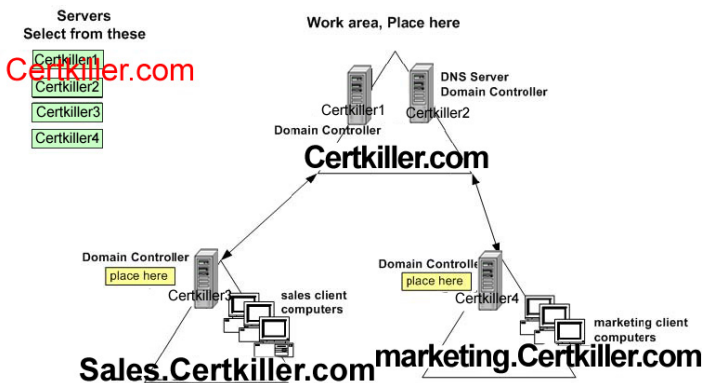 Servers
Select from these
Certkiller1
Certkiller.com
Certkiller2
Certkiller3
Certkiller4
Work area, Place here
DNS Server
Domain Controller
Certkiller1
Certkiller2
Domain Controller
Certkiller.com
Domain Controller
place here
Certkiller3
sales client
computers
Sales.Certkiller.com
Domain Controlle
place here
Certkiller4
marketing client
computers
marketing.Certkiller.com